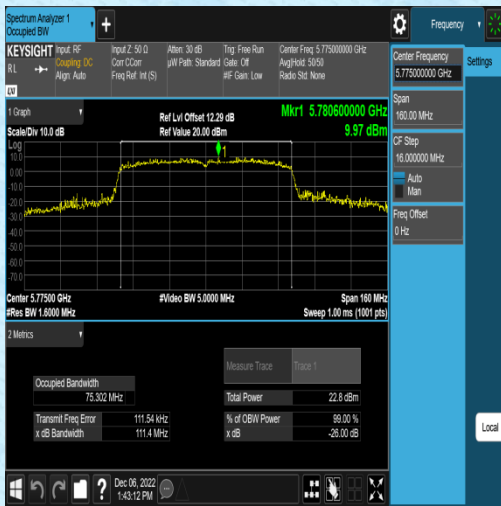 Spectrum Analyzer 1
Occupied BW
Frequency
KEYSIGHT
Input: RF
Coupling: DC
Align: Auto
Input Z: 50 Ω
Corr CCorr
Freq Ref: Int (S)
Atten: 30 dB
µW Path: Standard
Trig: Free Run
Gate: Off
#IF Gain: Low
Center Freq: 5.775000000 GHz
Avg|Hold: 50/50
Radio Std: None
R L
LXI
Center Frequency
5.775000000 GHz
Settings
Span
160.00 MHz
CF Step
16.000000 MHz
Auto
Man
Freq Offset
0 Hz
Local
1 Graph
Scale/Div 10.0 dB
Ref Lvl Offset 12.29 dB
Ref Value 20.00 dBm
Mkr1 5.780600000 GHz
9.97 dBm
Log
10.0
0.00
-10.0
-20.0
-30.0
-40.0
-50.0
-60.0
-70.0
1
Center 5.77500 GHz
#Res BW 1.6000 MHz
#Video BW 5.0000 MHz
Span 160 MHz
Sweep 1.00 ms (1001 pts)
2 Metrics
Measure Trace
Trace 1
Occupied Bandwidth
75.302 MHz
Total Power
22.8 dBm
Transmit Freq Error
111.54 kHz
% of OBW Power
99.00 %
x dB Bandwidth
111.4 MHz
x dB
-26.00 dB
?
Dec 06, 2022
1:43:12 PM